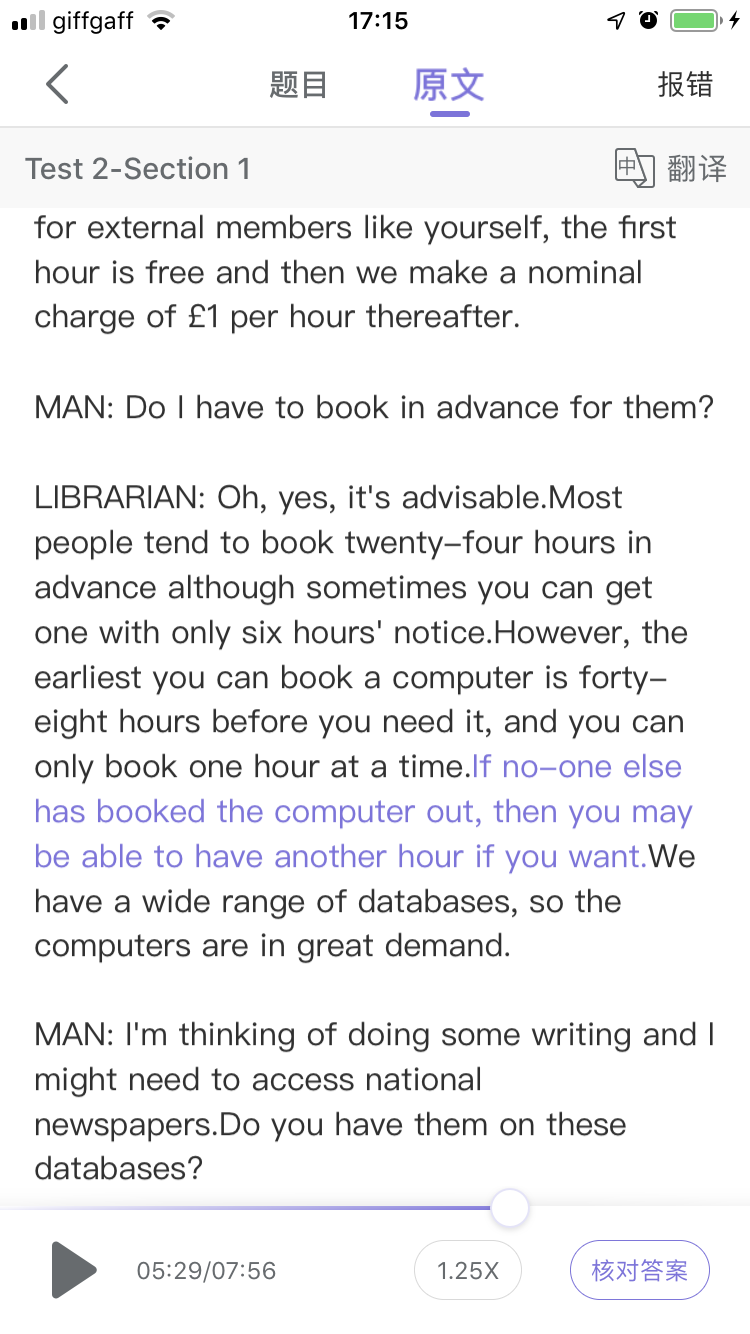 giffgaff
17:15
题目
原文
报错
Test 2-Section 1
中
翻译
for external members like yourself, the first
hour is free and then we make a nominal
charge of £1 per hour thereafter.
MAN: Do I have to book in advance for them?
LIBRARIAN: Oh, yes, it's advisable.Most
people tend to book twenty–four hours in
advance although sometimes you can get
one with only six hours' notice.However, the
earliest you can book a computer is forty–
eight hours before you need it, and you can
only book one hour at a time.If no–one else
has booked the computer out, then you may
be able to have another hour if you want.We
have a wide range of databases, so the
computers are in great demand.
MAN: I'm thinking of doing some writing and I
might need to access national
newspapers.Do you have them on these
databases?
05:29/07:56
1.25X
核对答案